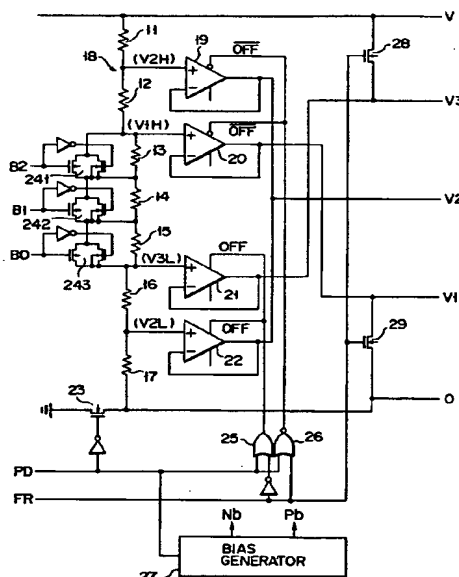 V
11
19
OFF
28
(V2H)
18
12
V3
(V1H)
OFF
13
20
B2
241
14
V2
B1
242
15
B0
(V3L)
OFF
243
16
21
V1
(V2L)
OFF
29
17
22
23
0
25
26
PD
FR
Nb
Pb
BIAS
GENERATOR
27